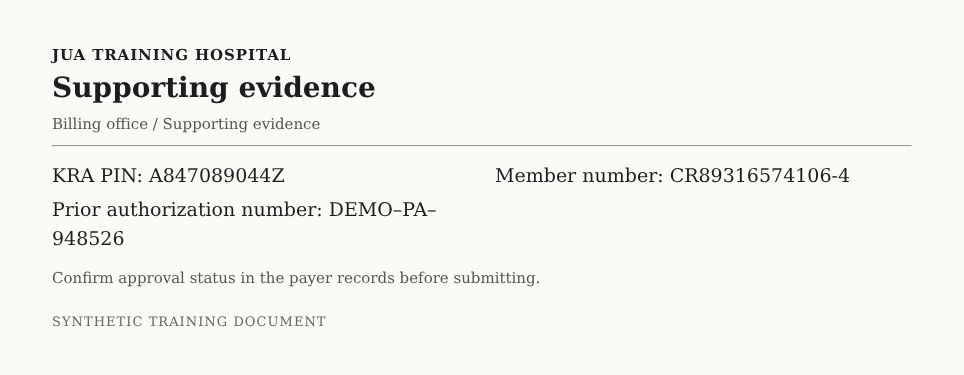 JUA TRAINING HOSPITAL
Supporting evidence
Billing office / Supporting evidence
KRA PIN: A847089044Z
Member number: CR89316574106-4
Prior authorization number: DEMO–PA–
948526
Confirm approval status in the payer records before submitting.
SYNTHETIC TRAINING DOCUMENT